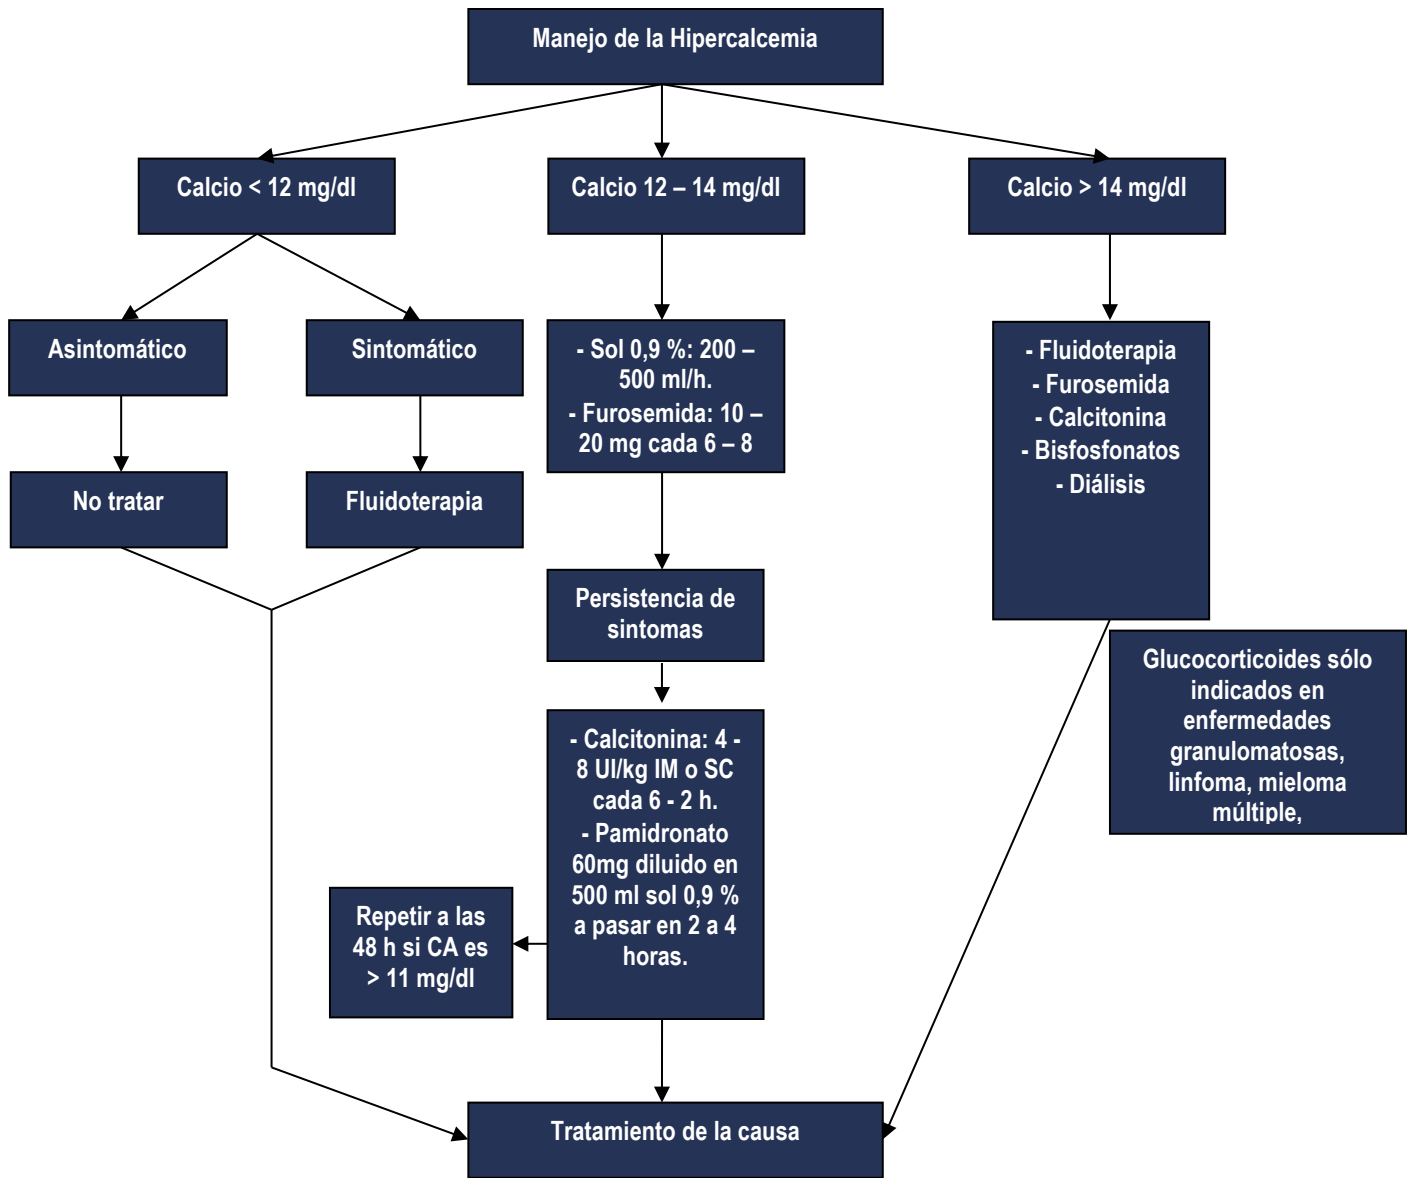 Manejo de la Hipercalcemia
Calcio < 12 mg/dl
Calcio 12 – 14 mg/dl
Calcio > 14 mg/dl
Asintomático
Sintomático
- Sol 0,9 %: 200 –
500 ml/h.
- Furosemida: 10 –
20 mg cada 6 – 8
- Fluidoterapia
- Furosemida
- Calcitonina
- Bisfosfonatos
- Diálisis
No tratar
Fluidoterapia
Persistencia de
sintomas
Glucocorticoides sólo
indicados en
enfermedades
granulomatosas,
linfoma, mieloma
múltiple,
- Calcitonina: 4 -
8 UI/kg IM o SC
cada 6 - 2 h.
- Pamidronato
60mg diluido en
500 ml sol 0,9 %
a pasar en 2 a 4
horas.
Repetir a las
48 h si CA es
> 11 mg/dl
Tratamiento de la causa